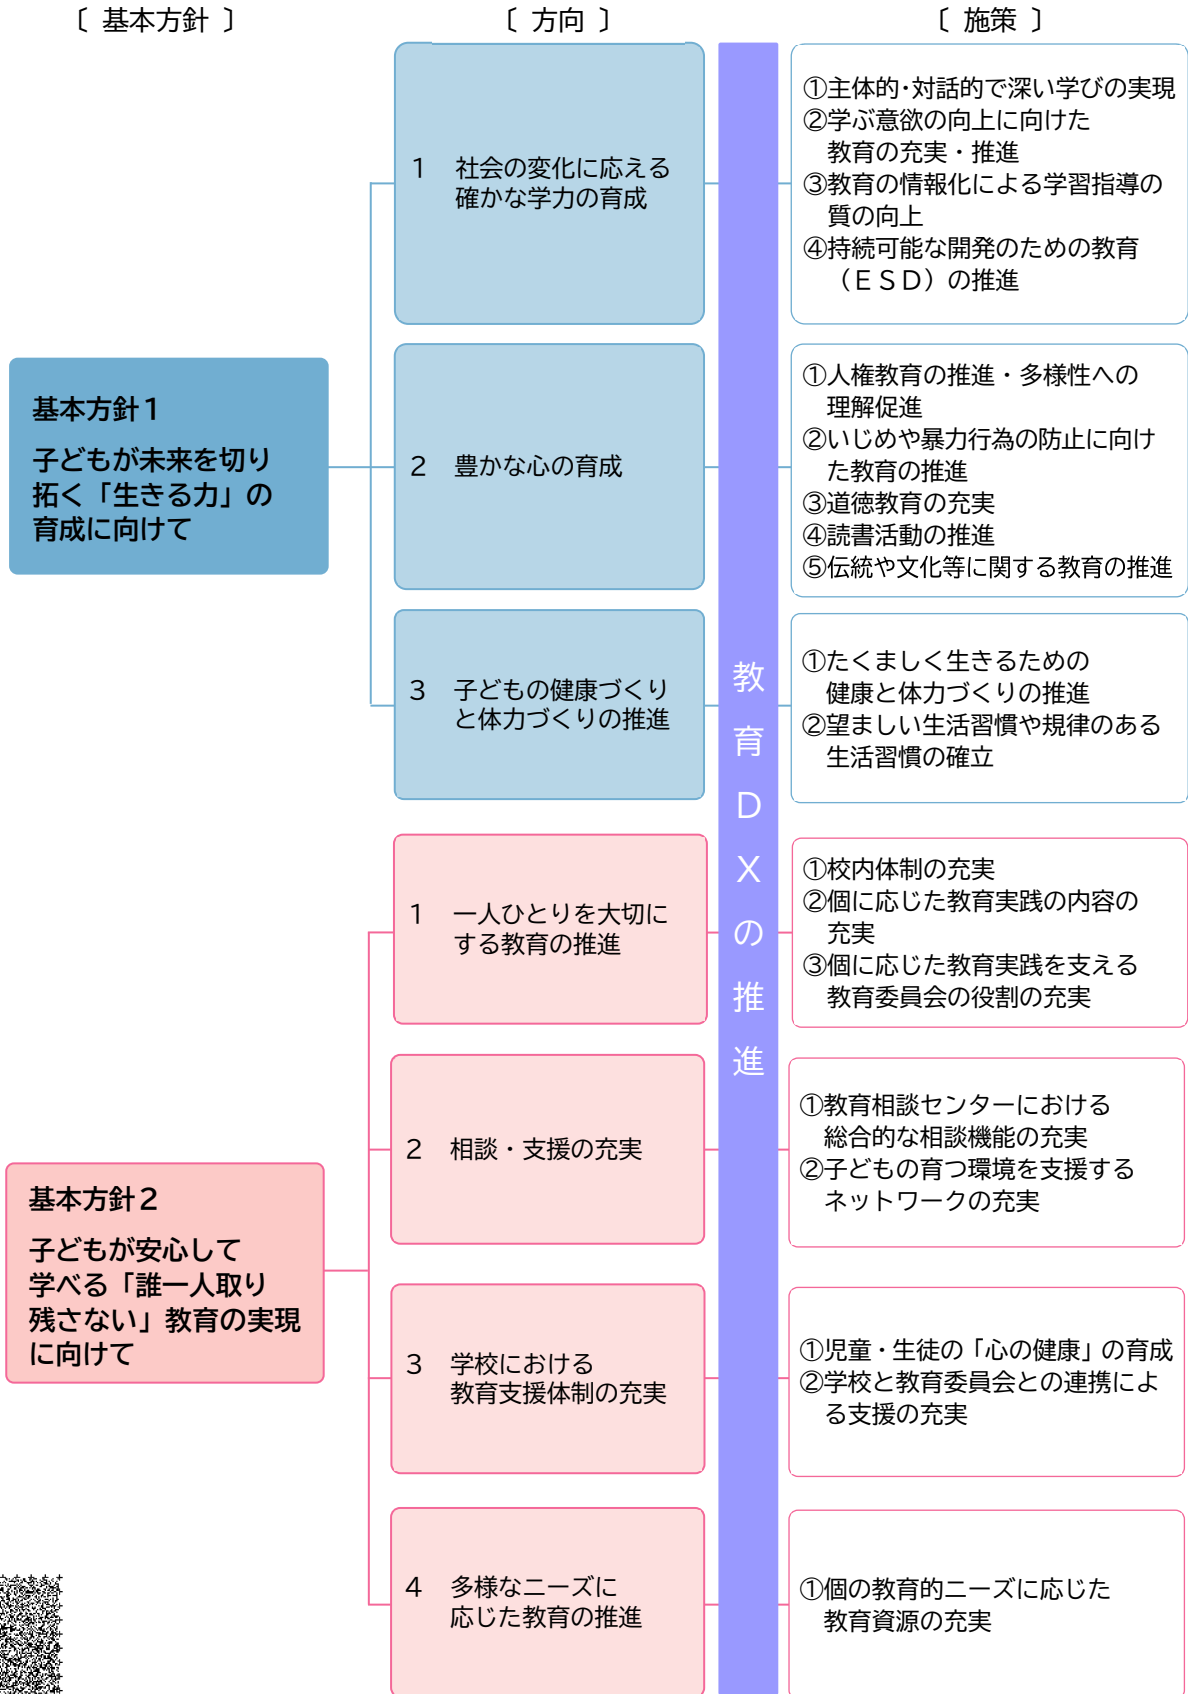 〔 基本方針 〕
〔 方向 〕
〔 施策 〕
基本方針１
子どもが未来を切り
拓く「生きる力」の
育成に向けて
１　社会の変化に応える
確かな学力の育成
①主体的・対話的で深い学びの実現
②学ぶ意欲の向上に向けた
教育の充実・推進
③教育の情報化による学習指導の
質の向上
④持続可能な開発のための教育
（ＥＳＤ）の推進
２　豊かな心の育成
①人権教育の推進・多様性への
理解促進
②いじめや暴力行為の防止に向け
た教育の推進
③道徳教育の充実
④読書活動の推進
⑤伝統や文化等に関する教育の推進
３　子どもの健康づくり
と体力づくりの推進
①たくましく生きるための
健康と体力づくりの推進
②望ましい生活習慣や規律のある
生活習慣の確立
教育ＤＸの推進
基本方針２
子どもが安心して
学べる「誰一人取り
残さない」教育の実現
に向けて
１　一人ひとりを大切に
する教育の推進
①校内体制の充実
②個に応じた教育実践の内容の
充実
③個に応じた教育実践を支える
教育委員会の役割の充実
２　相談・支援の充実
①教育相談センターにおける
総合的な相談機能の充実
②子どもの育つ環境を支援する
ネットワークの充実
３　学校における
教育支援体制の充実
①児童・生徒の「心の健康」の育成
②学校と教育委員会との連携によ
る支援の充実
４　多様なニーズに
応じた教育の推進
①個の教育的ニーズに応じた
教育資源の充実